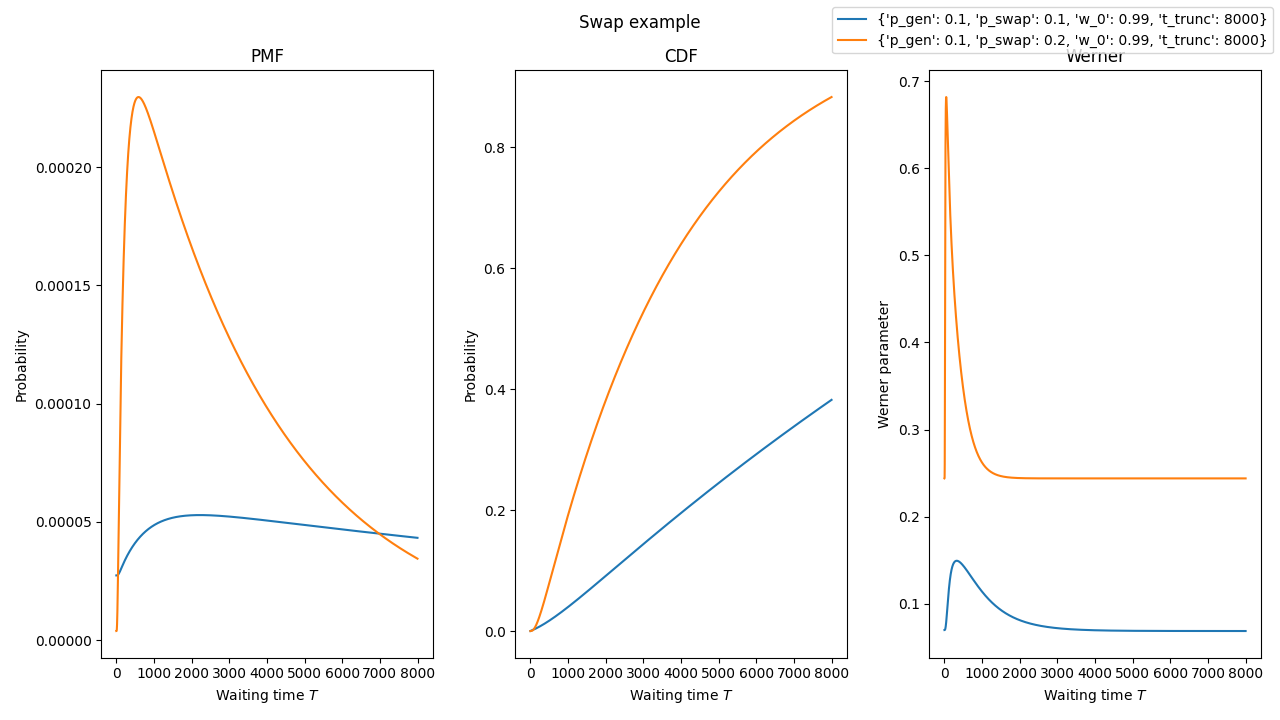 Swap example
{'p_gen': 0.1, 'p_swap': 0.1, 'w_0': 0.99, 't_trunc': 8000}
{'p_gen': 0.1, 'p_swap': 0.2, 'w_0': 0.99, 't_trunc': 8000}
PMF
Probability
0.00020
0.00015
0.00010
0.00005
0.00000
0 1000 2000 3000 4000 5000 6000 7000 8000
Waiting time T
CDF
Probability
0.8
0.6
0.4
0.2
0.0
0 1000 2000 3000 4000 5000 6000 7000 8000
Waiting time T
Werner
Werner parameter
0.7
0.6
0.5
0.4
0.3
0.2
0.1
0 1000 2000 3000 4000 5000 6000 7000 8000
Waiting time T